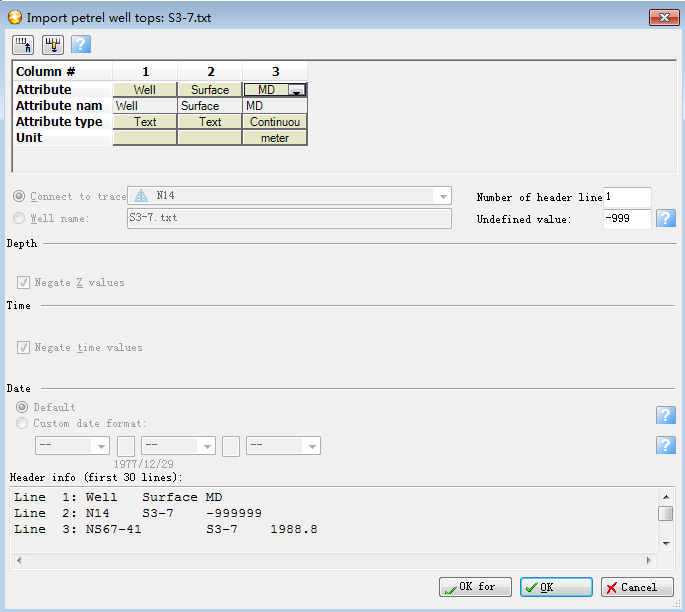 Import petrel well tops: S3-7.txt
Column # 1 2 3
Attribute Well Surface MD
Attribute nam Well Surface MD
Attribute type Text Text Continuou
Unit meter
Connect to trace N14 Number of header line 1
Well name: S3-7.txt Undefined value: -999
Depth
Negate Z values
Time
Negate time values
Date
Default
Custom date format:
-- -- --
1977/12/29
Header info (first 30 lines):
Line 1: Well Surface MD
Line 2: N14 S3-7 -999999
Line 3: NS67-41 S3-7 1988.8
OK for OK Cancel